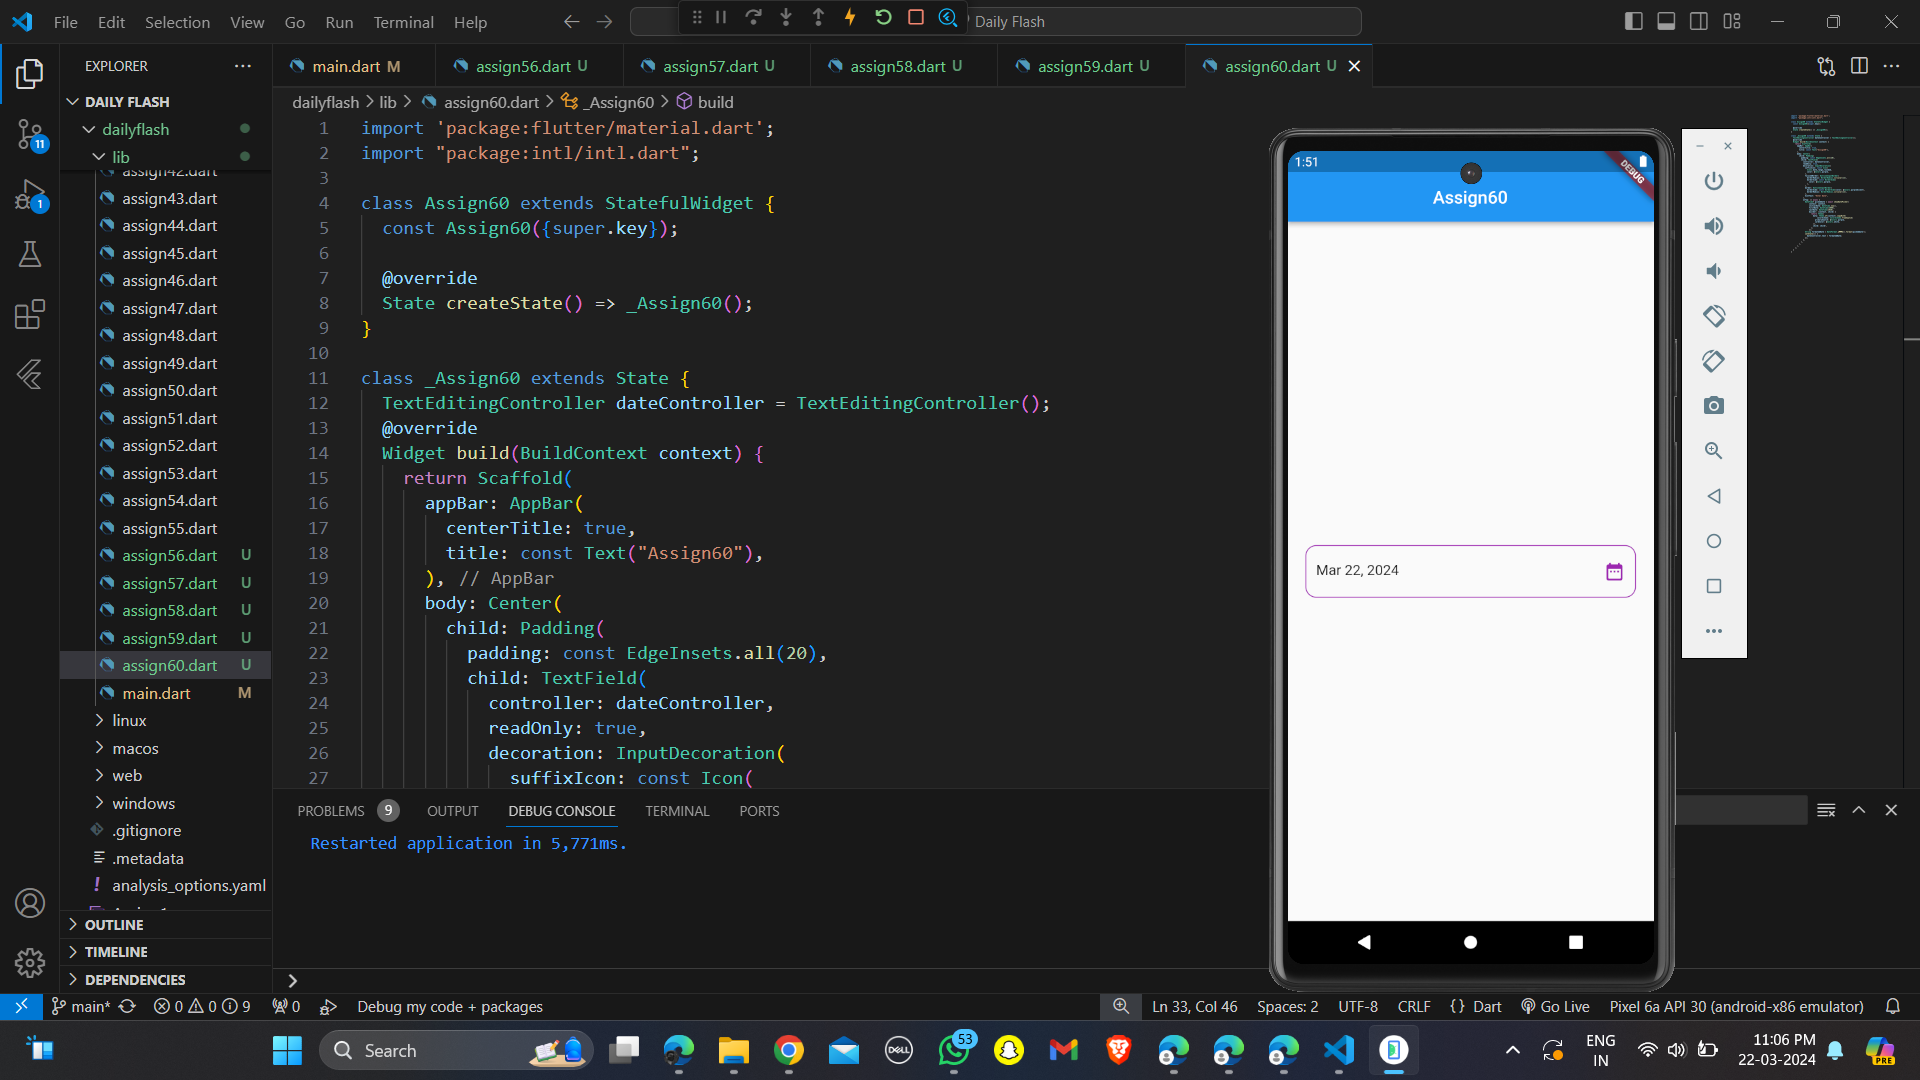 File Edit Selection View Go Run Terminal Help
Daily Flash
EXPLORER
main.dart M
assign56.dart U
assign57.dart U
assign58.dart U
assign59.dart U
assign60.dart U
DAILY FLASH
dailyflash
lib
assign42.dart
assign43.dart
assign44.dart
assign45.dart
assign46.dart
assign47.dart
assign48.dart
assign49.dart
assign50.dart
assign51.dart
assign52.dart
assign53.dart
assign54.dart
assign55.dart
assign56.dart U
assign57.dart U
assign58.dart U
assign59.dart U
assign60.dart U
main.dart M
linux
macos
web
windows
.gitignore
.metadata
! analysis_options.yaml
OUTLINE
TIMELINE
DEPENDENCIES
11
1
dailyflash > lib > assign60.dart > _Assign60 > build
1 import 'package:flutter/material.dart';
2 import "package:intl/intl.dart";
3
4 class Assign60 extends StatefulWidget {
5 const Assign60({super.key});
6
7 @override
8 State createState() => _Assign60();
9 }
10
11 class _Assign60 extends State {
12 TextEditingController dateController = TextEditingController();
13 @override
14 Widget build(BuildContext context) {
15 return Scaffold(
16 appBar: AppBar(
17 centerTitle: true,
18 title: const Text("Assign60"),
19 ), // AppBar
20 body: Center(
21 child: Padding(
22 padding: const EdgeInsets.all(20),
23 child: TextField(
24 controller: dateController,
25 readOnly: true,
26 decoration: InputDecoration(
27 suffixIcon: const Icon(
1:51
DEBUG
Assign60
Mar 22, 2024
PROBLEMS 9 OUTPUT DEBUG CONSOLE TERMINAL PORTS
Restarted application in 5,771ms.
main* 0 0 9 0 Debug my code + packages
Ln 33, Col 46 Spaces: 2 UTF-8 CRLF {} Dart Go Live Pixel 6a API 30 (android-x86 emulator)
Search
DELL
53
ENG
IN
11:06 PM
22-03-2024
PRE